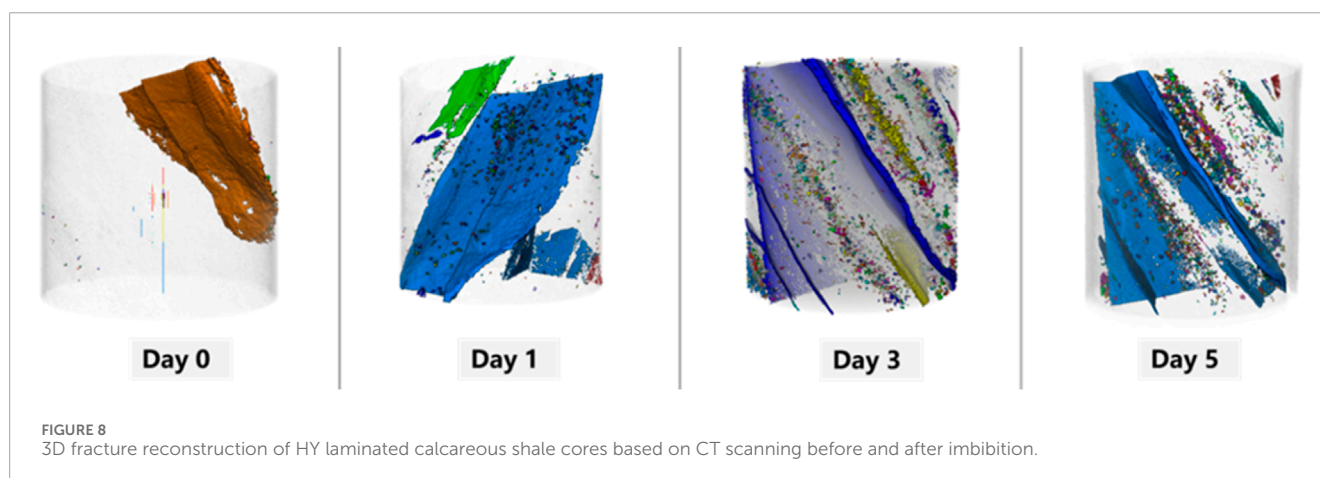 Day 0
Day 1
Day 3
Day 5
FIGURE 8
3D fracture reconstruction of HY laminated calcareous shale cores based on CT scanning before and after imbibition.